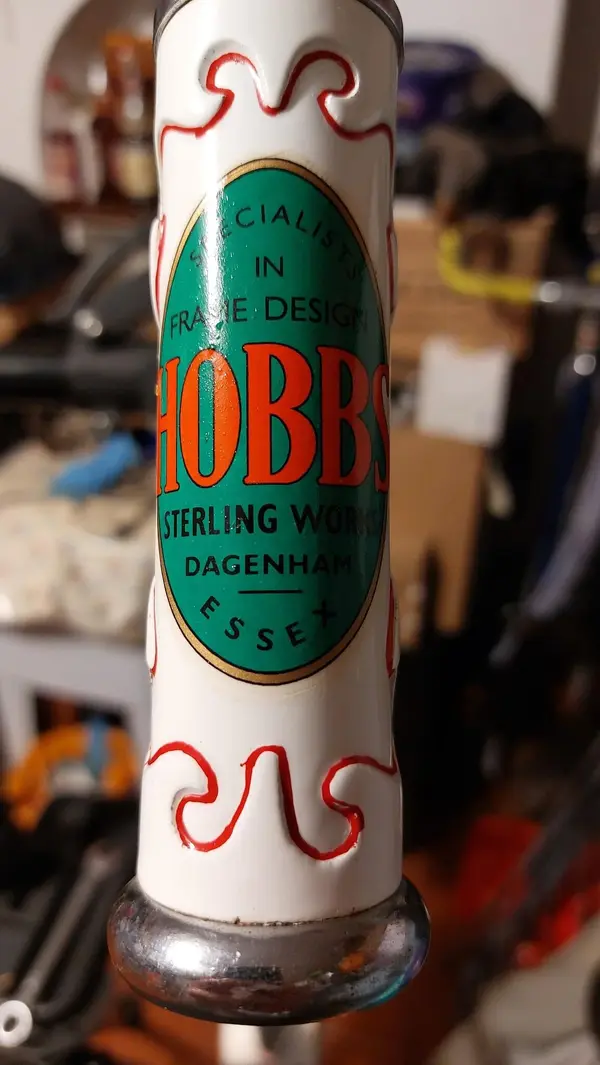 SPECIALISTS
IN
FRAME DESIGN
HOBBS
STERLING WORKS
DAGENHAM
ESSEX